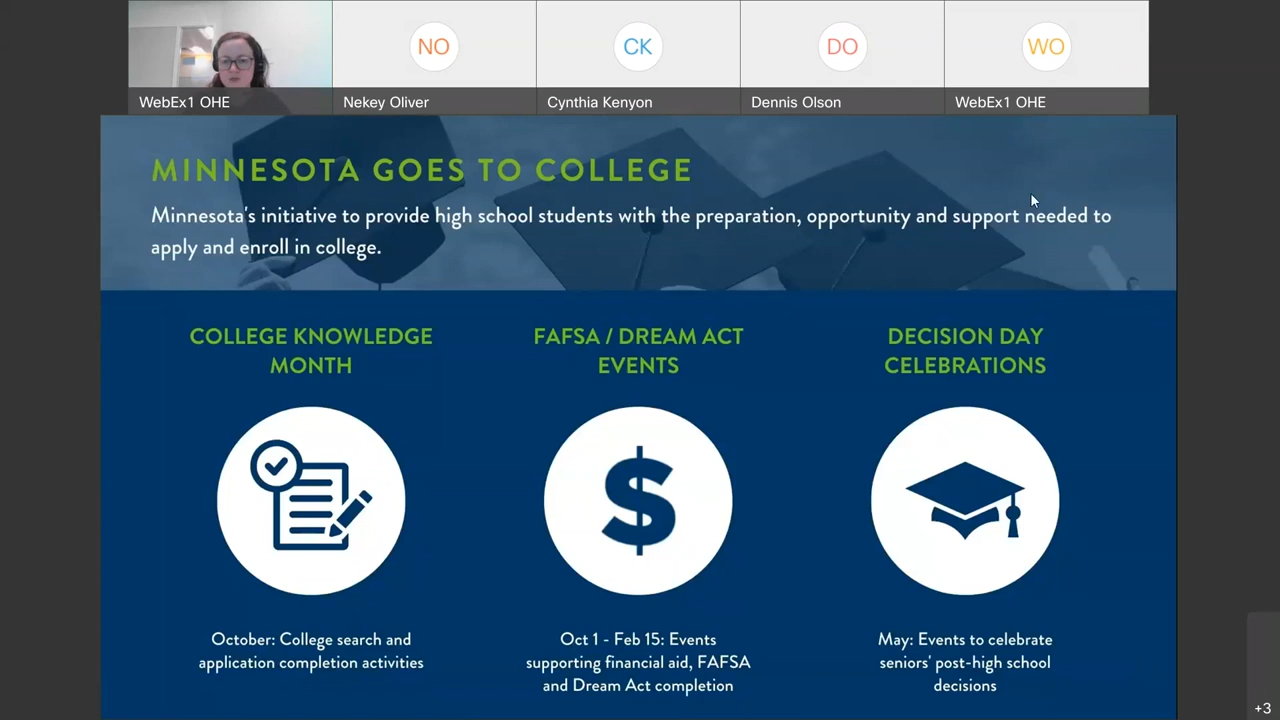 NO
CK
DO
WO
WebEx1 OHE
Nekey Oliver
Cynthia Kenyon
Dennis Olson
WebEx1 OHE
MINNESOTA GOES TO COLLEGE
Minnesota's initiative to provide high school students with the preparation, opportunity and support needed to
apply and enroll in college.
COLLEGE KNOWLEDGE
MONTH
October: College search and
application completion activities
FAFSA / DREAM ACT
EVENTS
$
Oct 1 - Feb 15: Events
supporting financial aid, FAFSA
and Dream Act completion
DECISION DAY
CELEBRATIONS
May: Events to celebrate
seniors' post-high school
decisions
+3